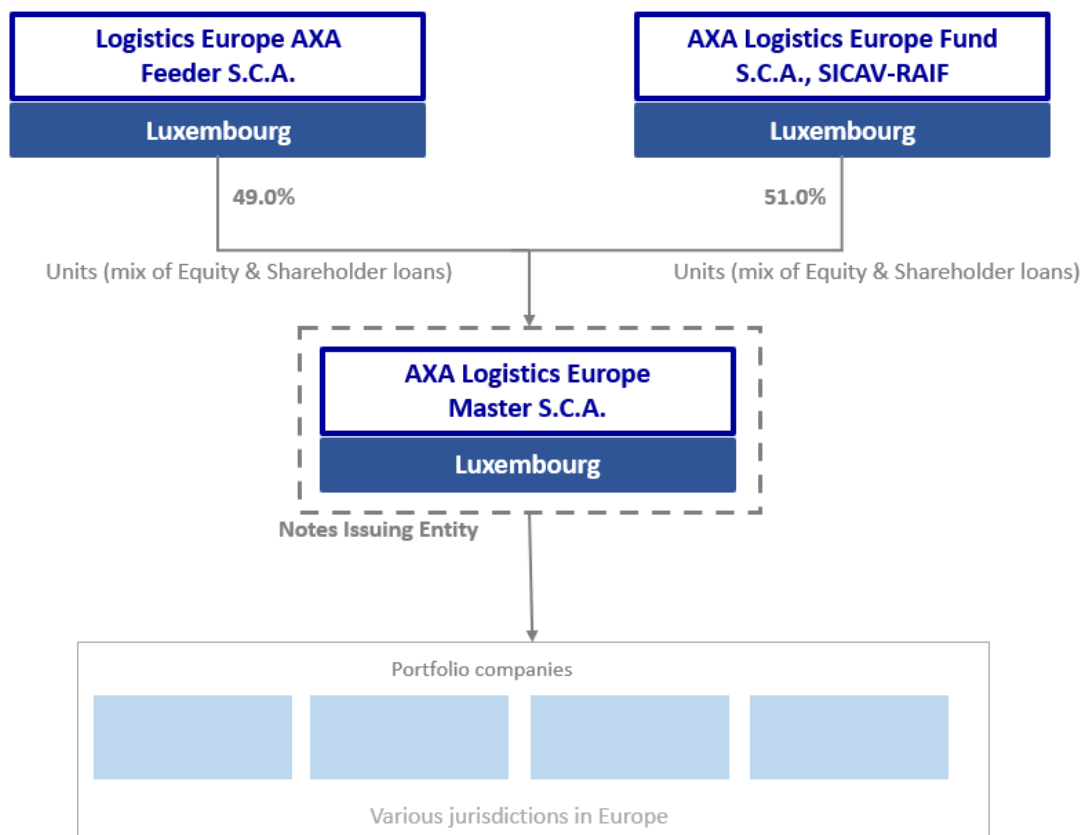 Logistics Europe AXA
Feeder S.C.A.
Luxembourg
AXA Logistics Europe Fund
S.C.A., SICAV-RAIF
Luxembourg
49.0%
51.0%
Units (mix of Equity & Shareholder loans)
Units (mix of Equity & Shareholder loans)
AXA Logistics Europe
Master S.C.A.
Luxembourg
Notes Issuing Entity
Portfolio companies
Various jurisdictions in Europe